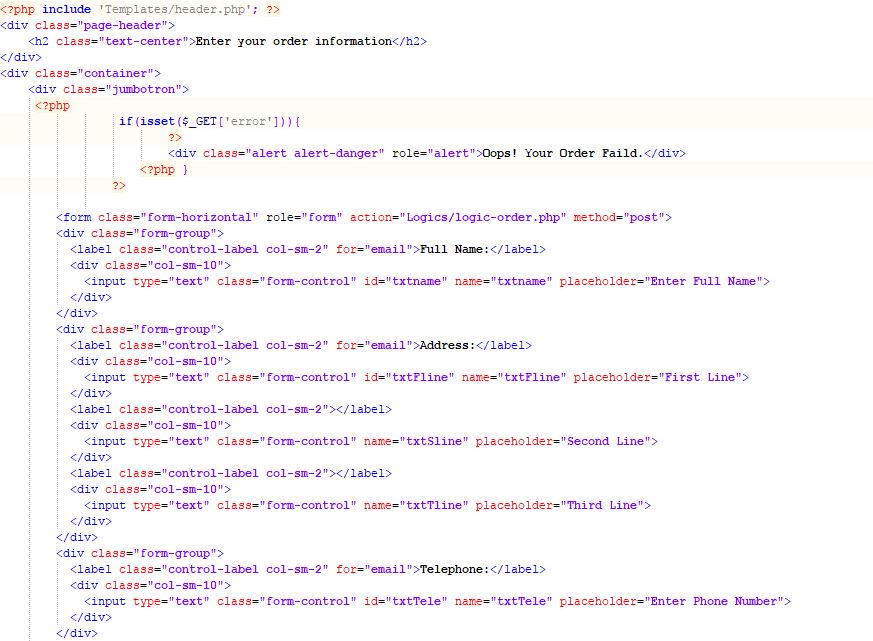 <?php include 'Templates/header.php'; ?>
<div class="page-header">
    <h2 class="text-center">Enter your order information</h2>
</div>
<div class="container">
    <div class="jumbotron">
     <?php
                 if(isset($_GET['error'])){
                        ?>
                        <div class="alert alert-danger" role="alert">Oops! Your Order Faild.</div>
                    <?php }
                ?>
        <form class="form-horizontal" role="form" action="Logics/logic-order.php" method="post">
        <div class="form-group">
          <label class="control-label col-sm-2" for="email">Full Name:</label>
          <div class="col-sm-10">
            <input type="text" class="form-control" id="txtname" name="txtname" placeholder="Enter Full Name">
          </div>
        </div>
        <div class="form-group">
          <label class="control-label col-sm-2" for="email">Address:</label>
          <div class="col-sm-10">
            <input type="text" class="form-control" id="txtFline" name="txtFline" placeholder="First Line">
          </div>
          <label class="control-label col-sm-2"></label>
          <div class="col-sm-10">
            <input type="text" class="form-control" name="txtSline" placeholder="Second Line">
          </div>
          <label class="control-label col-sm-2"></label>
          <div class="col-sm-10">
            <input type="text" class="form-control" name="txtTline" placeholder="Third Line">
          </div>
        </div>
        <div class="form-group">
          <label class="control-label col-sm-2" for="email">Telephone:</label>
          <div class="col-sm-10">
            <input type="text" class="form-control" id="txtTele" name="txtTele" placeholder="Enter Phone Number">
          </div>
        </div>